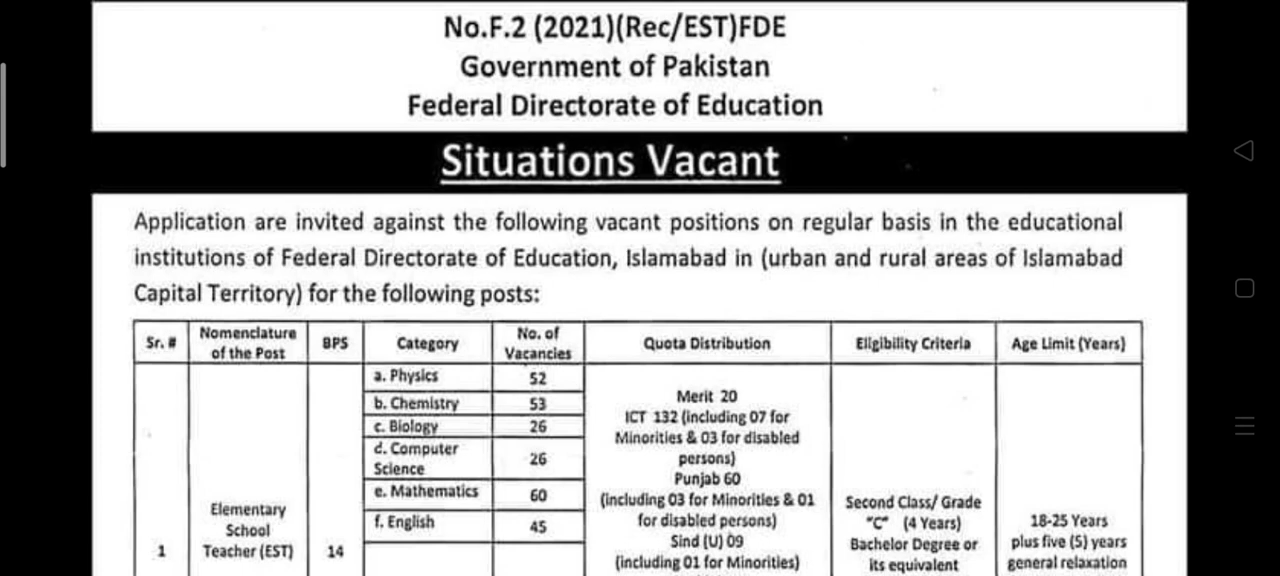 No.F.2 (2021)(Rec/EST)FDE
Government of Pakistan
Federal Directorate of Education
Situations Vacant
Application are invited against the following vacant positions on regular basis in the educational
institutions of Federal Directorate of Education, Islamabad in (urban and rural areas of Islamabad
Capital Territory) for the following posts:
Sr. #
Nomenclature
of the Post
BPS
Category
No. of
Vacancies
Quota Distribution
Eligibility Criteria
Age Limit (Years)
1
Elementary
School
Teacher (EST)
14
a. Physics
52
b. Chemistry
53
c. Biology
26
d. Computer
Science
26
e. Mathematics
60
f. English
45
Merit 20
ICT 132 (including 07 for
Minorities & 03 for disabled
persons)
Punjab 60
(including 03 for Minorities & 01
for disabled persons)
Sind (U) 09
(including 01 for Minorities)
Second Class/ Grade
"C" (4 Years)
Bachelor Degree or
its equivalent
18-25 Years
plus five (5) years
general relaxation